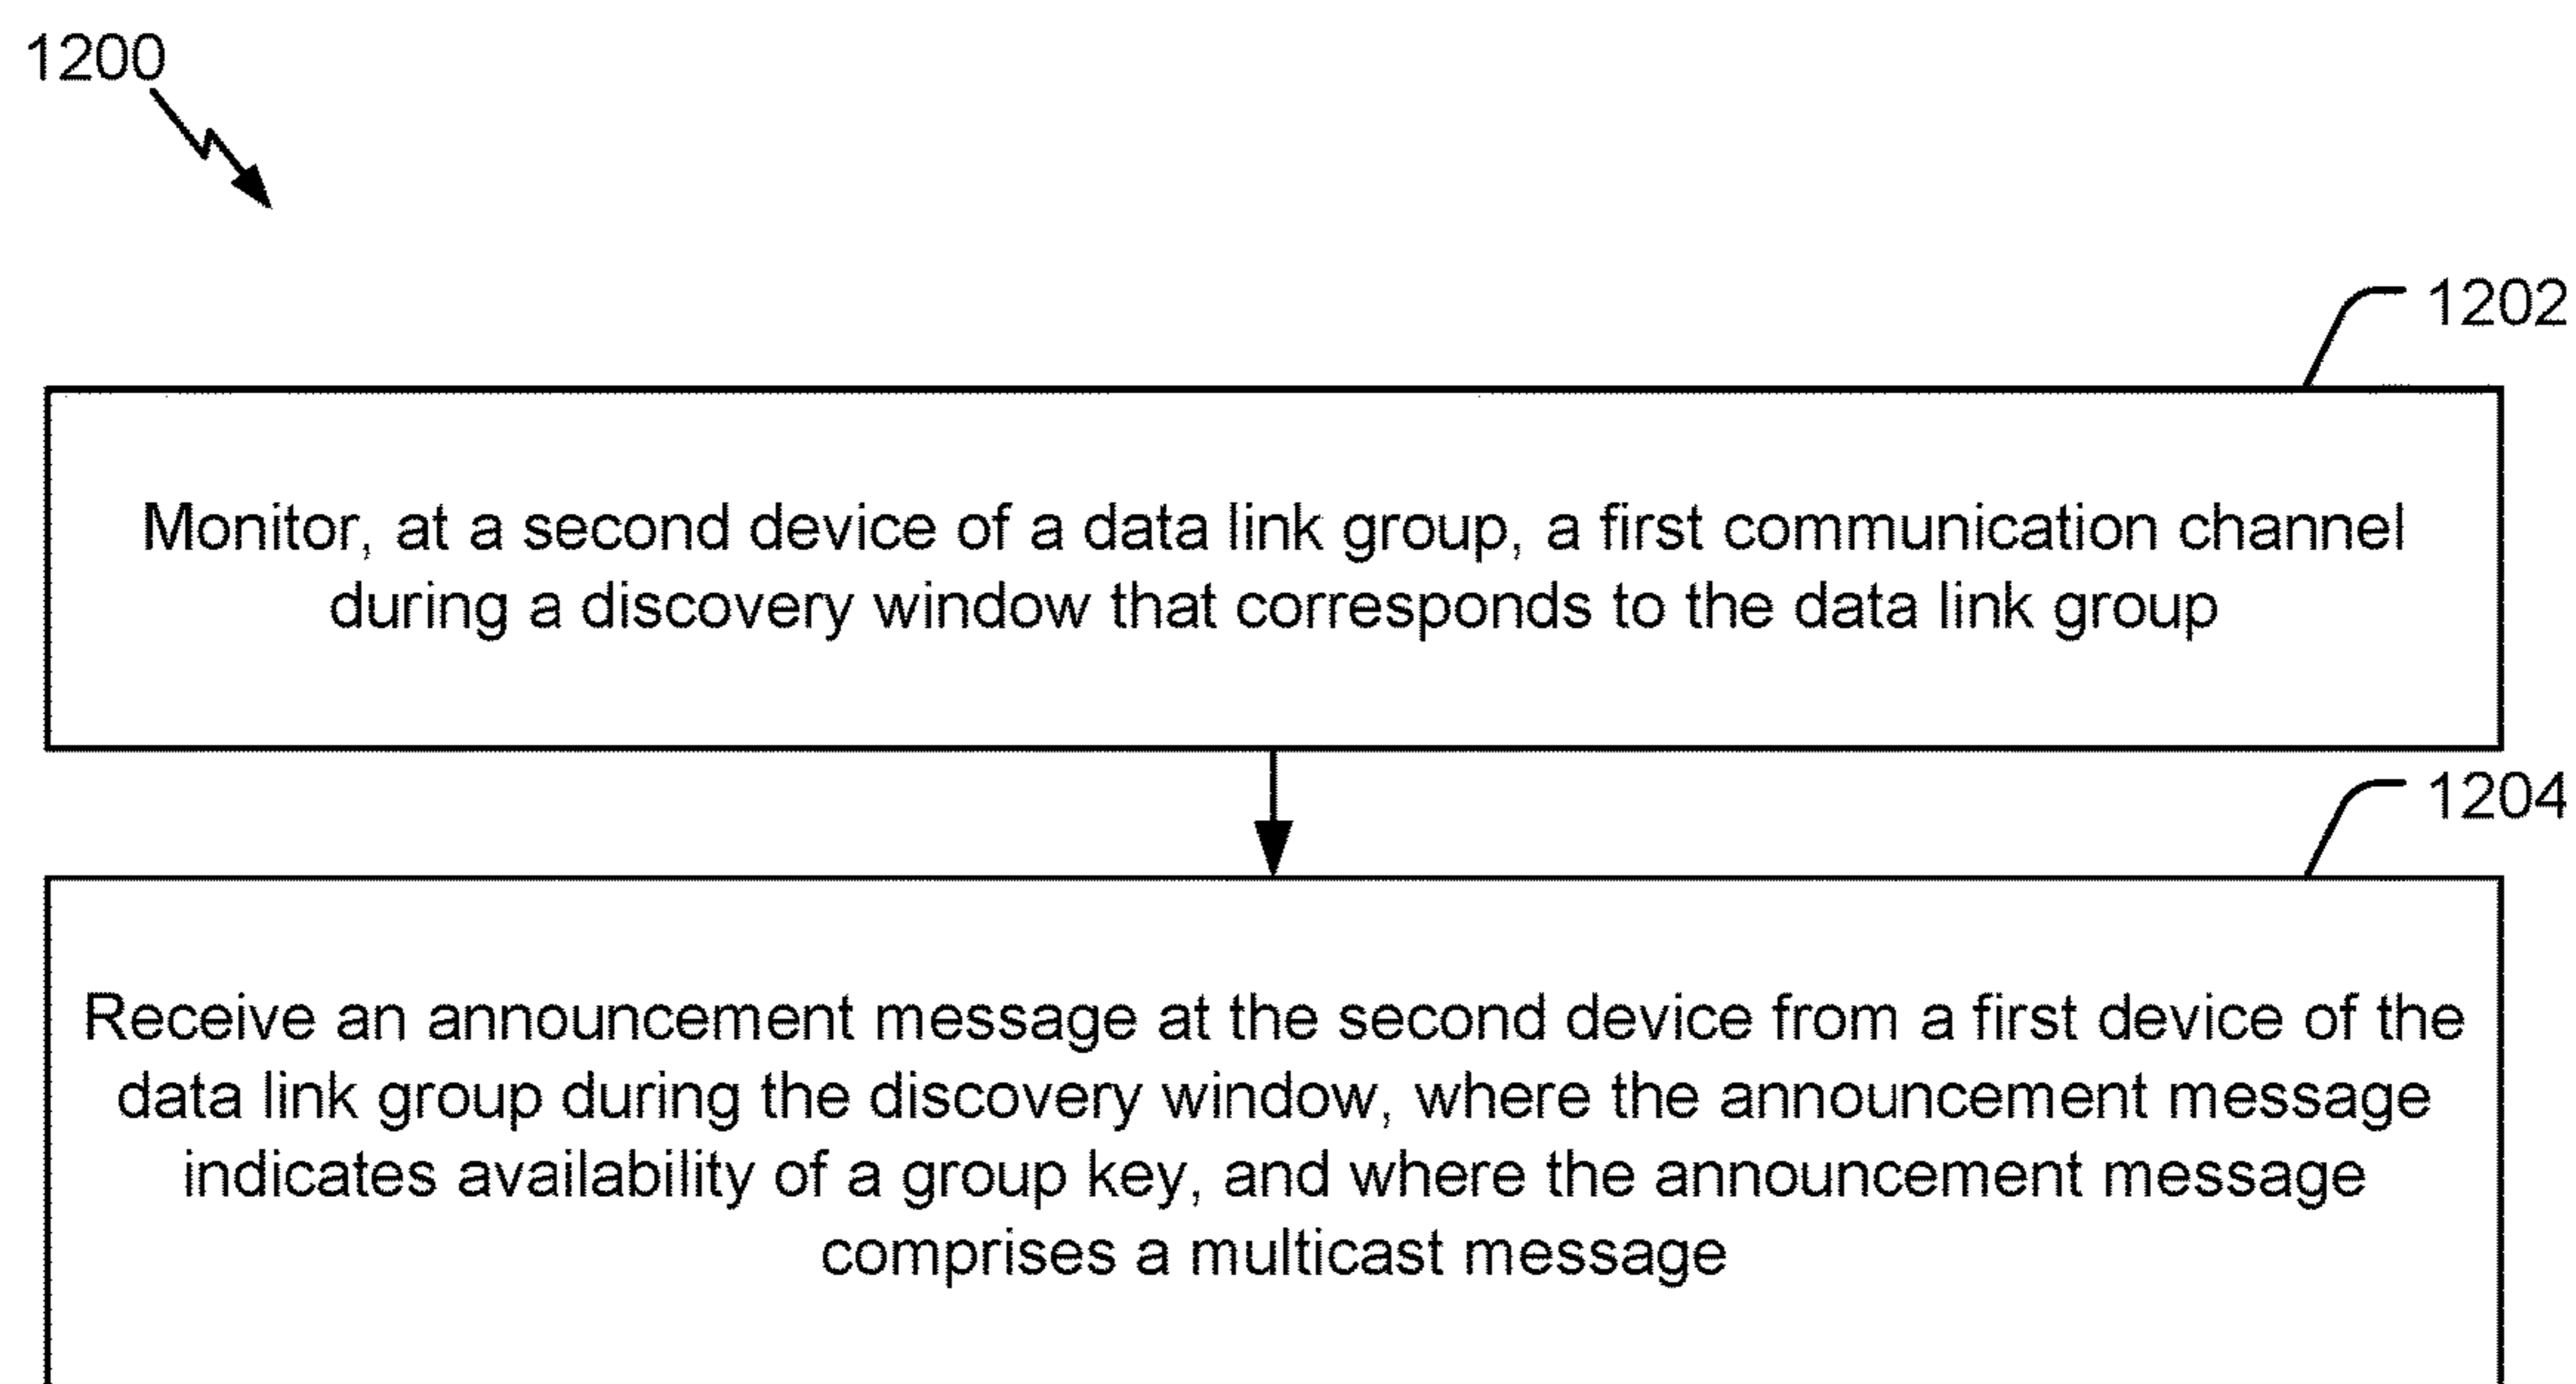 1200
1202
Monitor, at a second device of a data link group, a first communication channel
during a discovery window that corresponds to the data link group
1204
Receive an announcement message at the second device from a first device of the
data link group during the discovery window, where the announcement message
indicates availability of a group key, and where the announcement message
comprises a multicast message